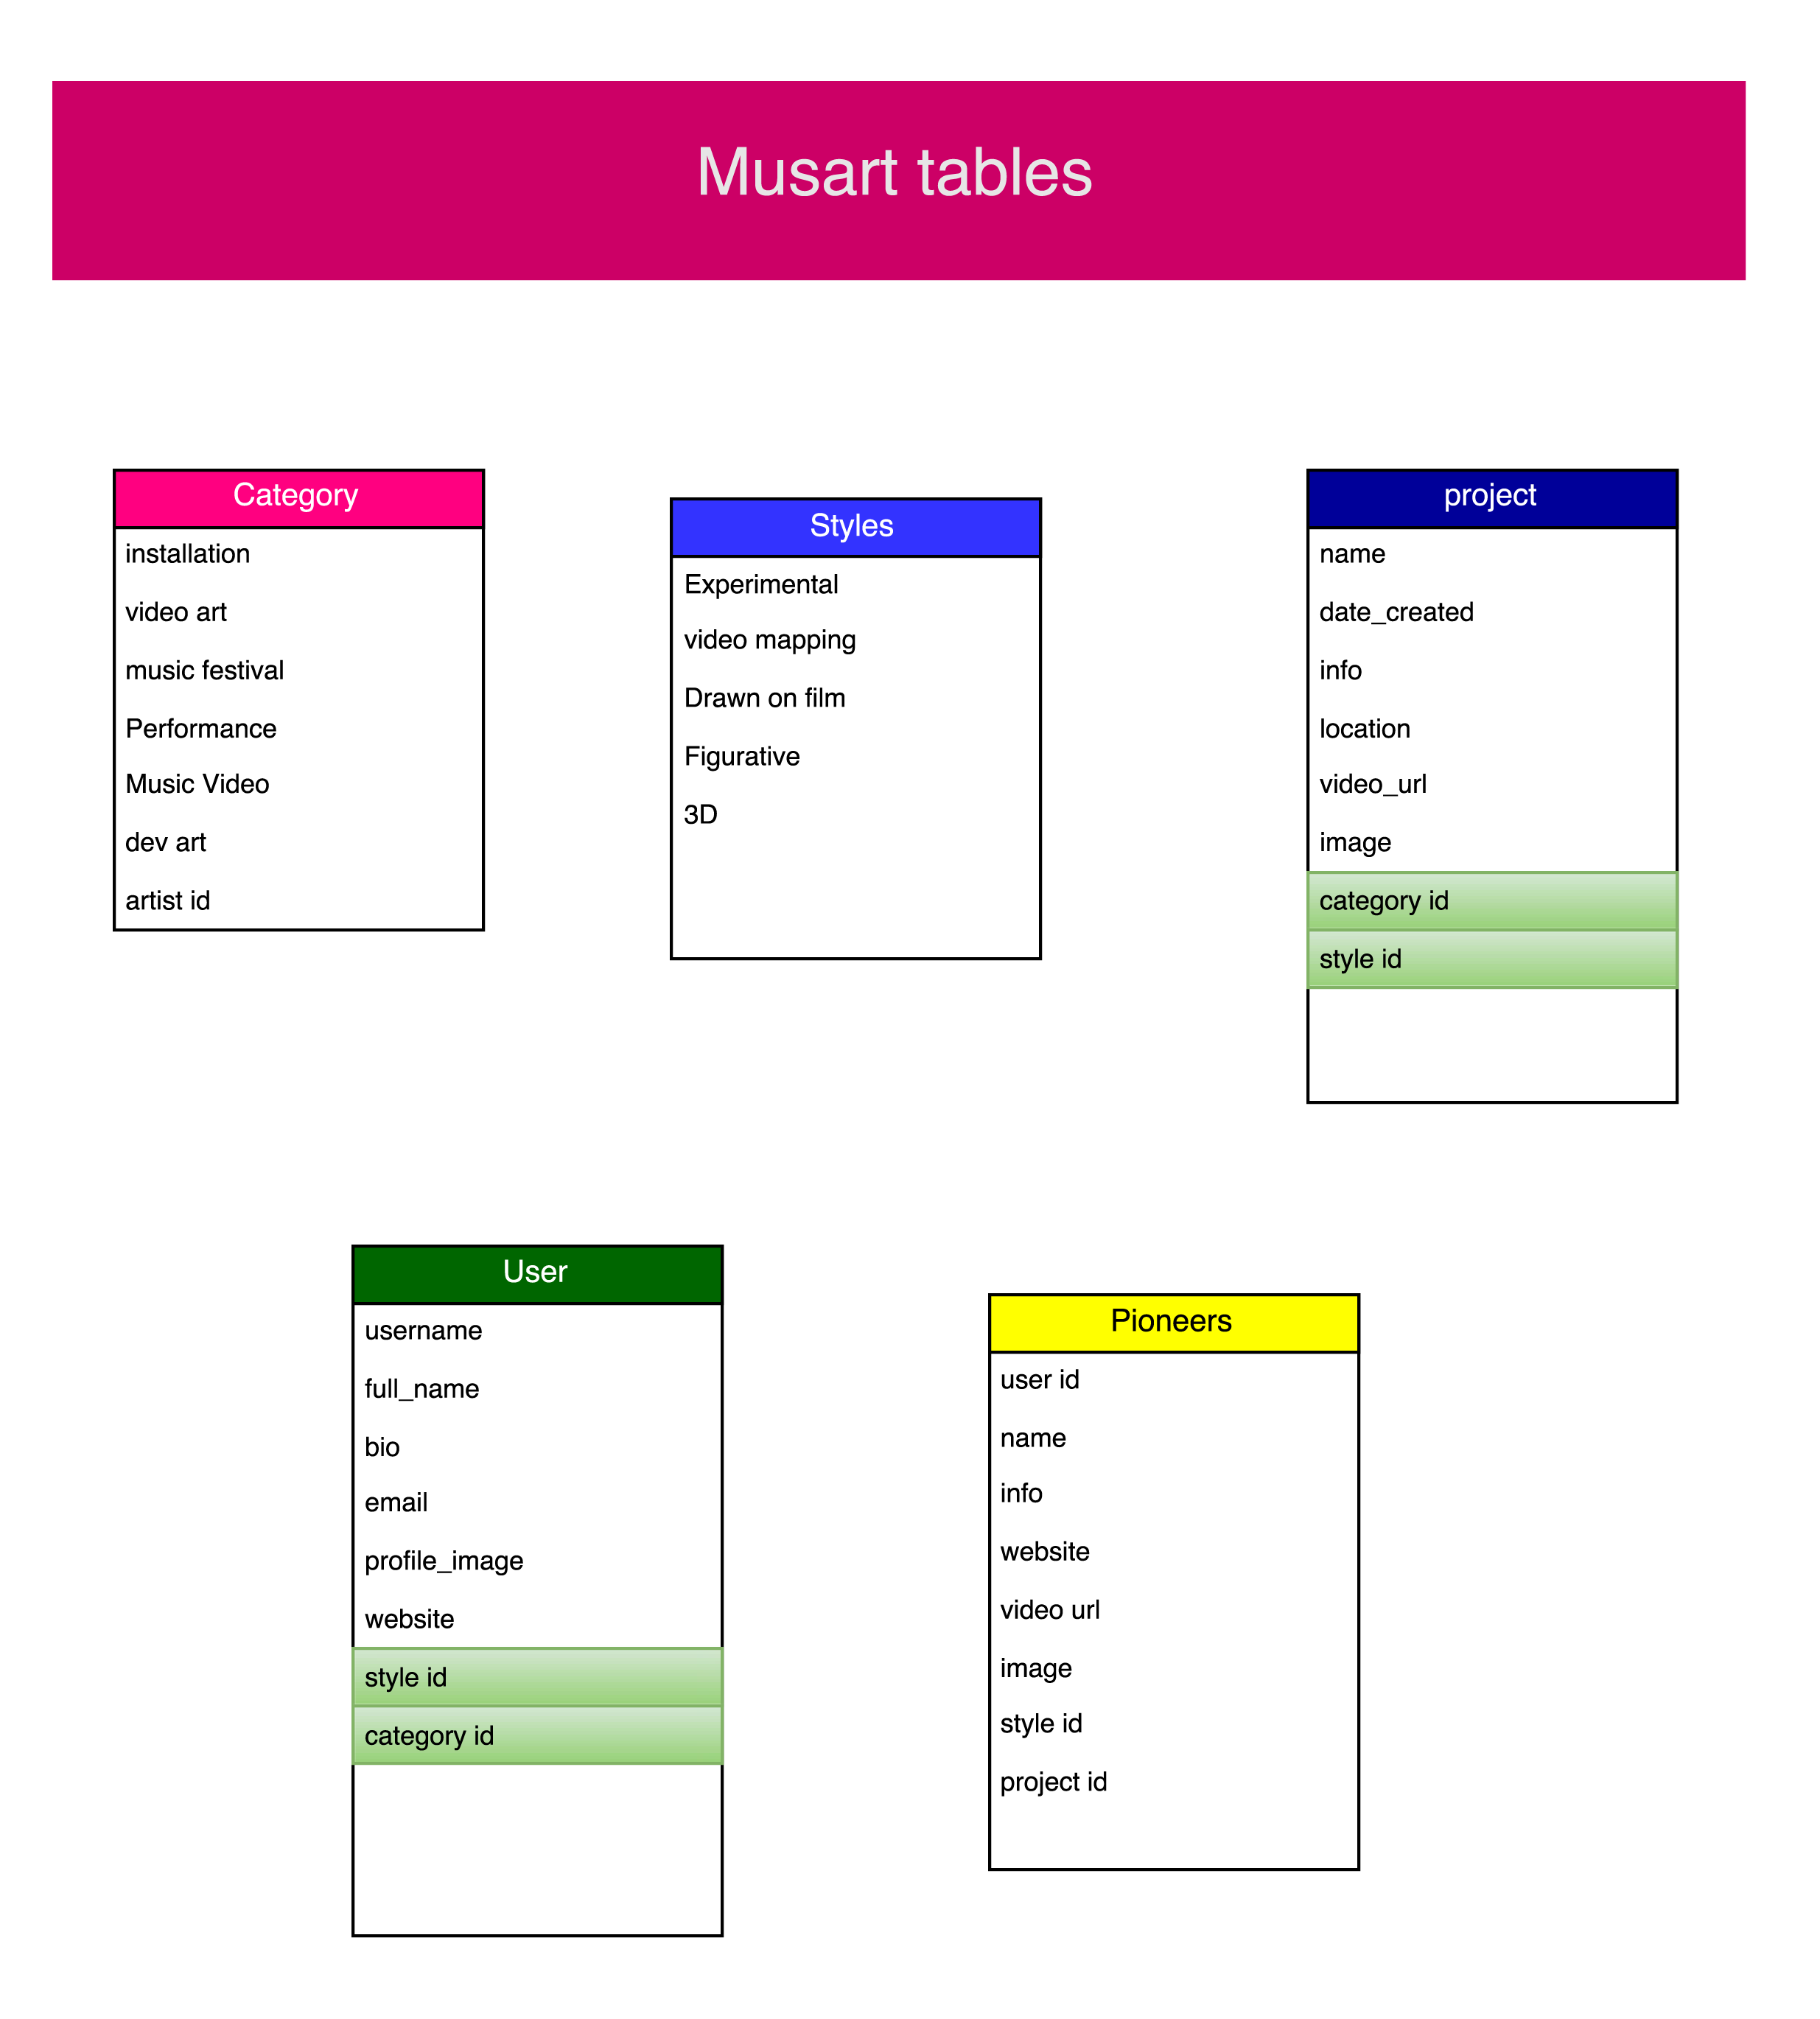 Musart tables
Category
installation
video art
music festival
Performance
Music Video
dev art
artist id
Styles
Experimental
video mapping
Drawn on film
Figurative
3D
project
name
date_created
info
location
video_url
image
category id
style id
User
username
full_name
bio
email
profile_image
website
style id
category id
Pioneers
user id
name
info
website
video url
image
style id
project id